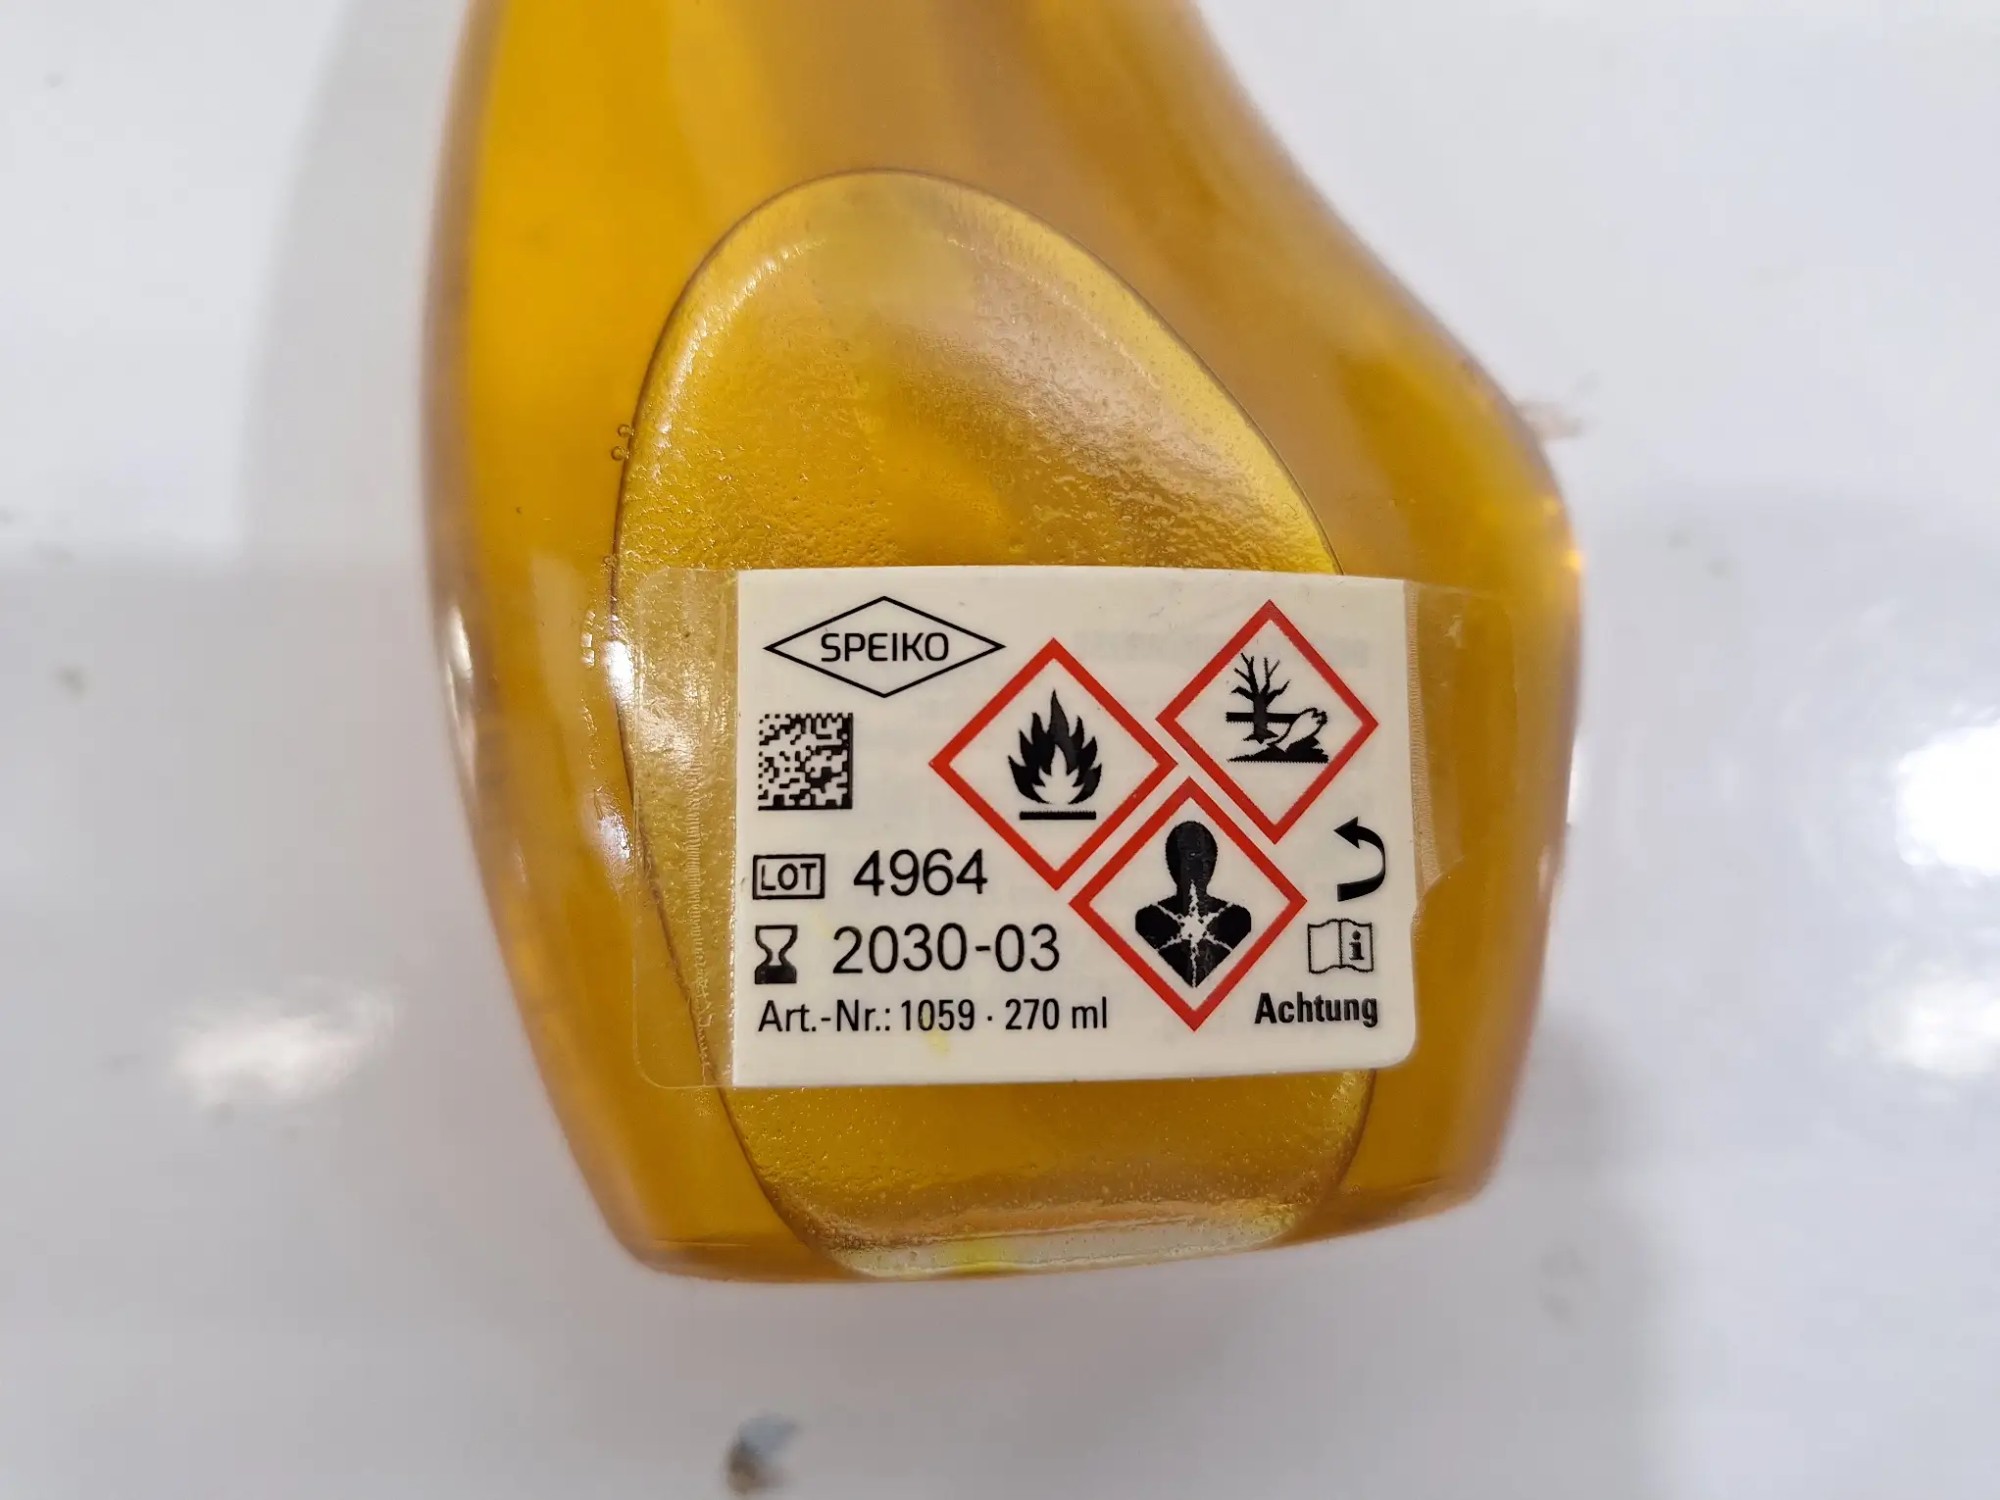 SPEIKO
LOT 4964
2030-03
Art.-Nr.: 1059 · 270 ml
i
Achtung